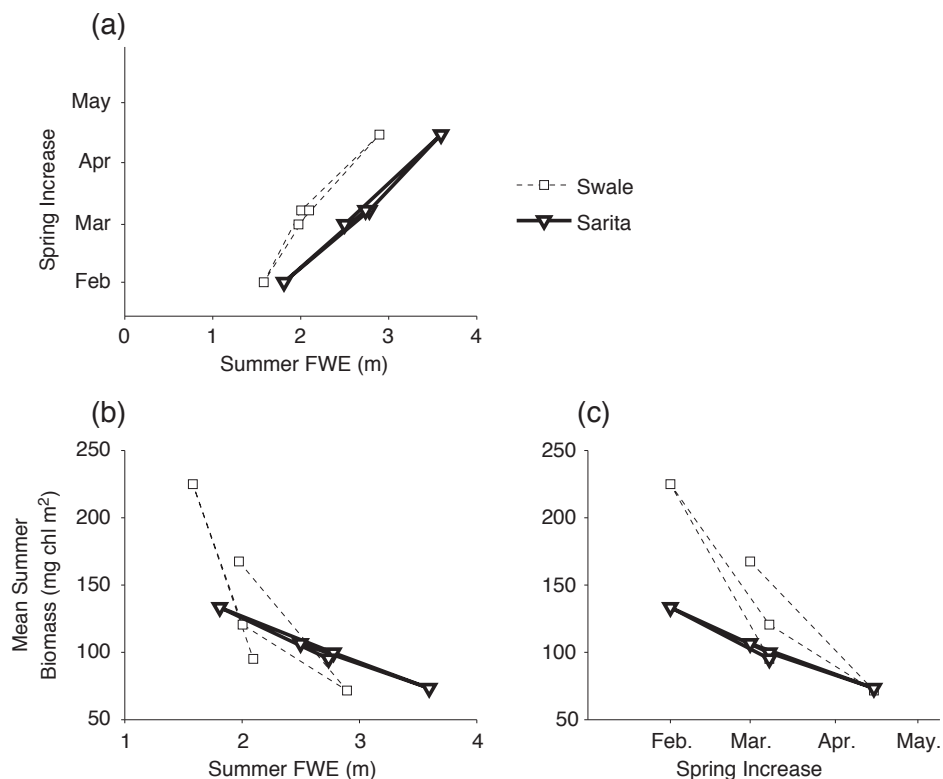 (a)
May
Apr
Mar
Feb
Spring Increase
0 1 2 3 4
Summer FWE (m)
Swale
Sarita
(b)
250
200
150
100
50
Mean Summer
Biomass (mg chl m²)
1 2 3 4
Summer FWE (m)
(c)
250
200
150
100
50
Feb. Mar. Apr. May.
Spring Increase